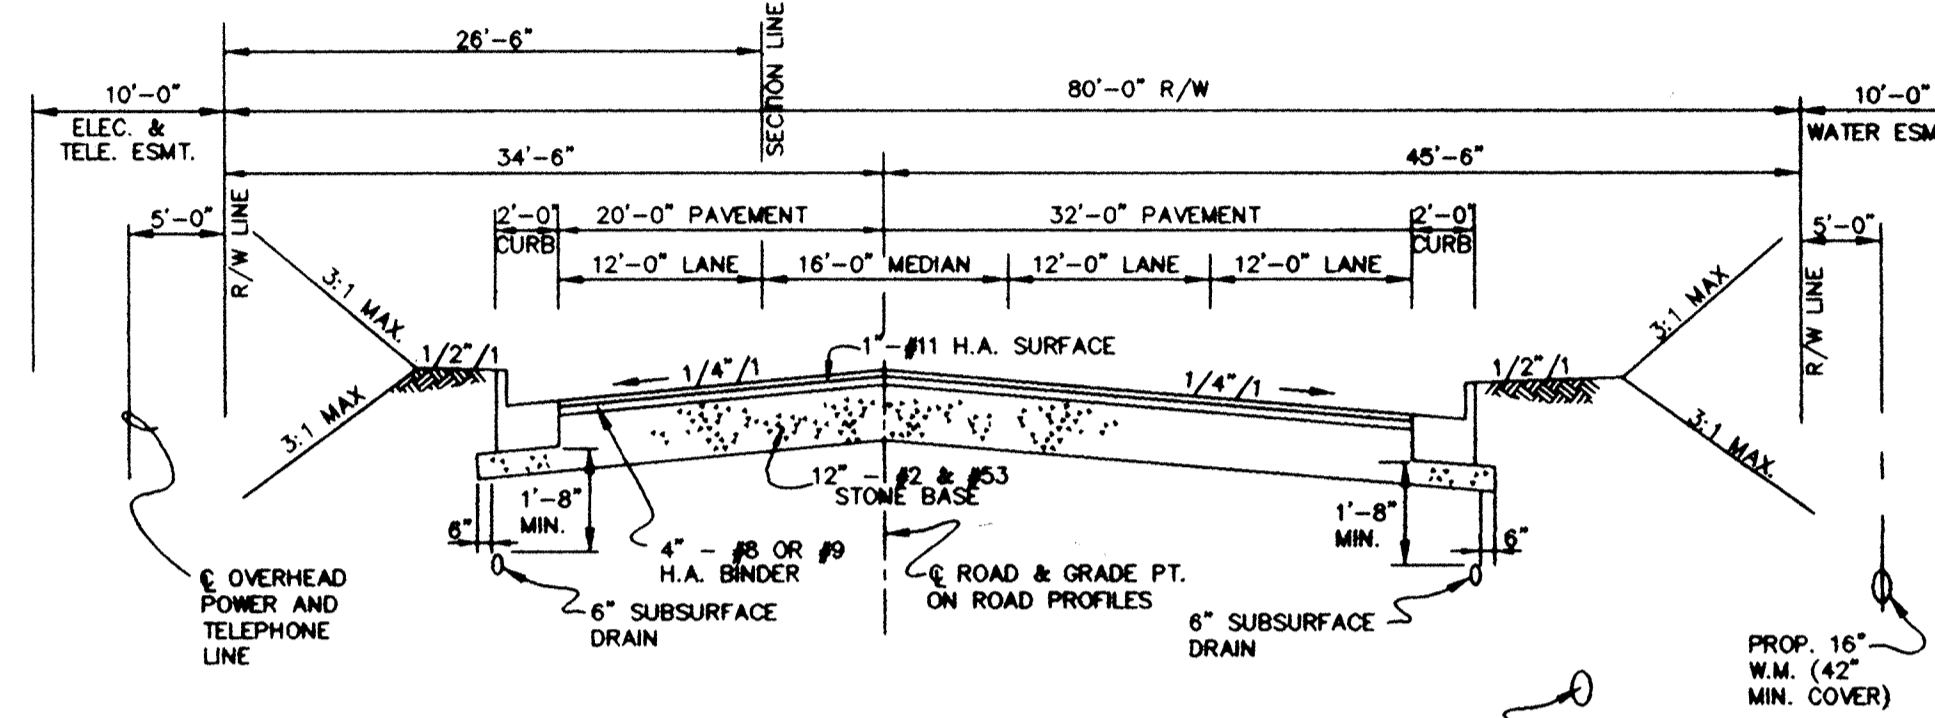 26'-6"
SECTION LINE
10'-0"
ELEC. &
TELE. ESMT.
80'-0" R/W
10'-0"
WATER ESM
34'-6"
45'-6"
5'-0"
R/W LINE
2'-0"
CURB
20'-0" PAVEMENT
32'-0" PAVEMENT
2'-0"
CURB
5'-0"
R/W LINE
12'-0" LANE
16'-0" MEDIAN
12'-0" LANE
12'-0" LANE
3:1 MAX.
3:1 MAX
1/2"/1
1/4"/1
1"-#11 H.A. SURFACE
1/4"/1
1/2"/1
3:1 MAX
3:1 MAX.
12" - #2 & #53
STONE BASE
6"
1'-8"
MIN.
1'-8"
MIN.
6"
4" - #8 OR #9
H.A. BINDER
℄ ROAD & GRADE PT.
ON ROAD PROFILES
℄ OVERHEAD
POWER AND
TELEPHONE
LINE
6" SUBSURFACE
DRAIN
6" SUBSURFACE
DRAIN
PROP. 16"
W.M. (42"
MIN. COVER)